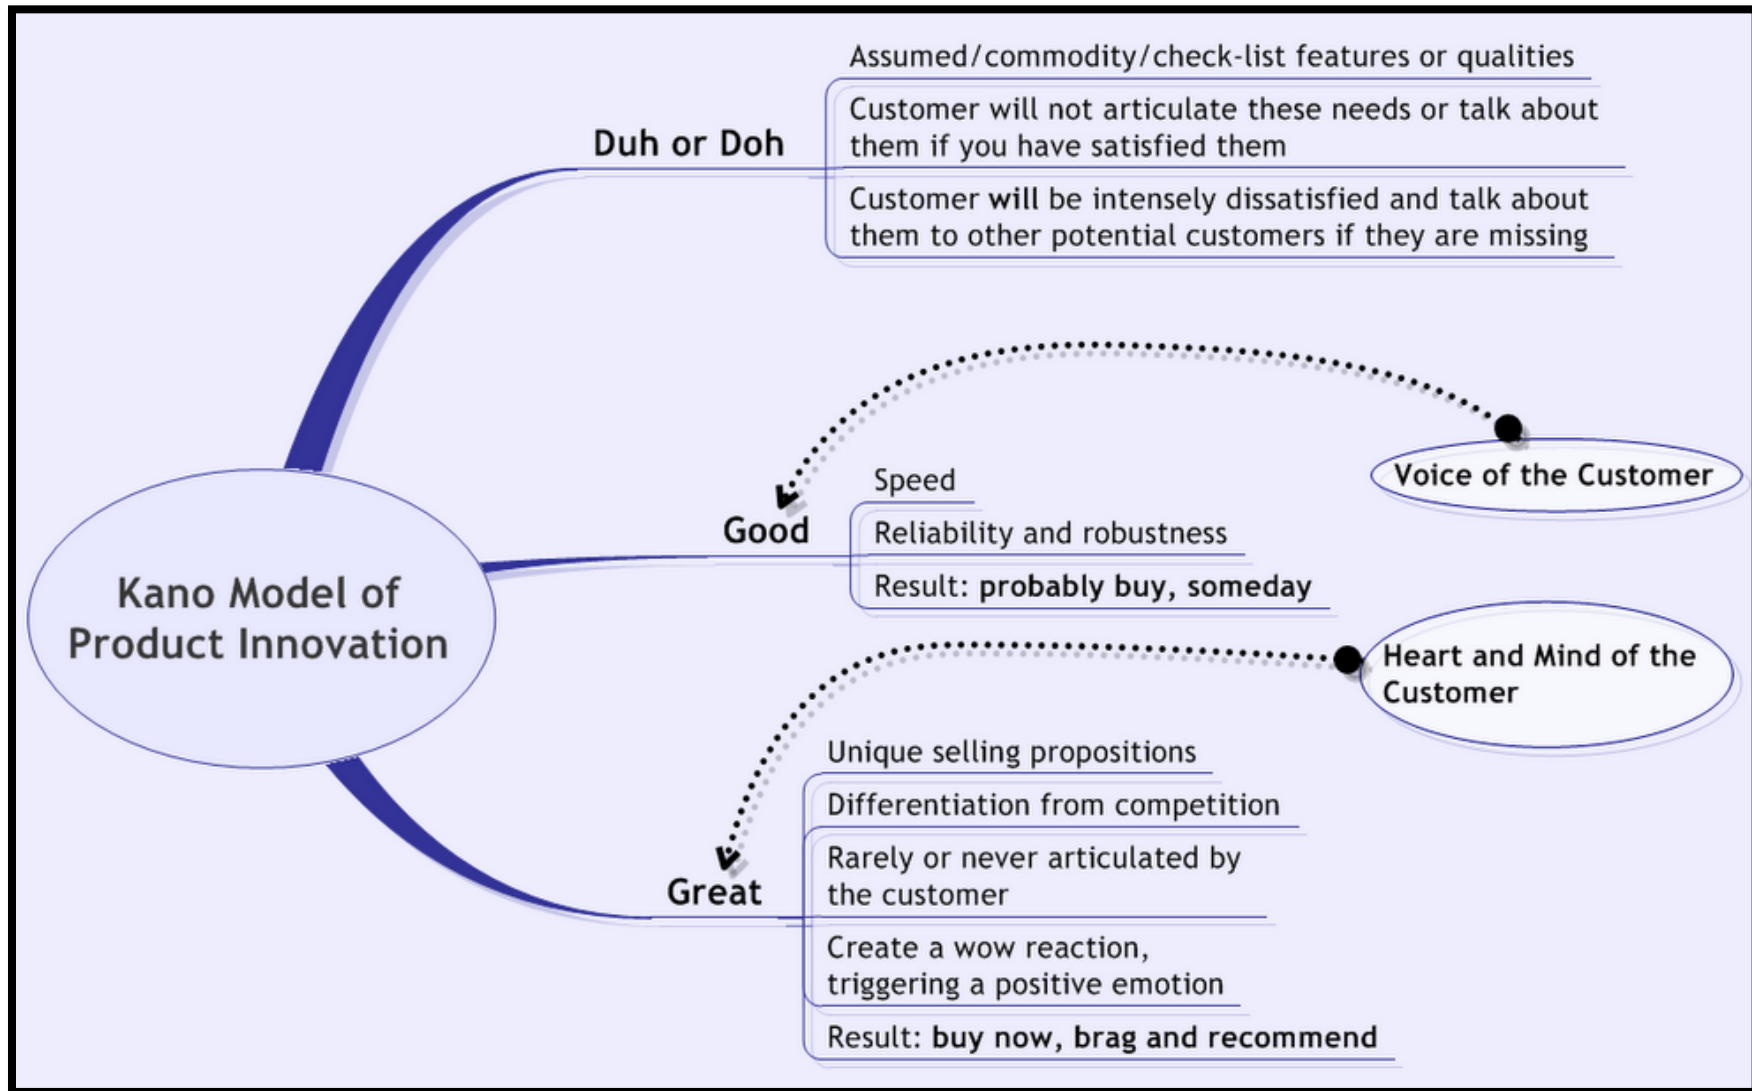 Assumed/commodity/check-list features or qualities
Customer will not articulate these needs or talk about
them if you have satisfied them
Duh or Doh
Customer will be intensely dissatisfied and talk about
them to other potential customers if they are missing
Voice of the Customer
Speed
Good
Reliability and robustness
Result: probably buy, someday
Kano Model of
Product Innovation
Heart and Mind of the
Customer
Unique selling propositions
Differentiation from competition
Rarely or never articulated by
the customer
Great
Create a wow reaction,
triggering a positive emotion
Result: buy now, brag and recommend